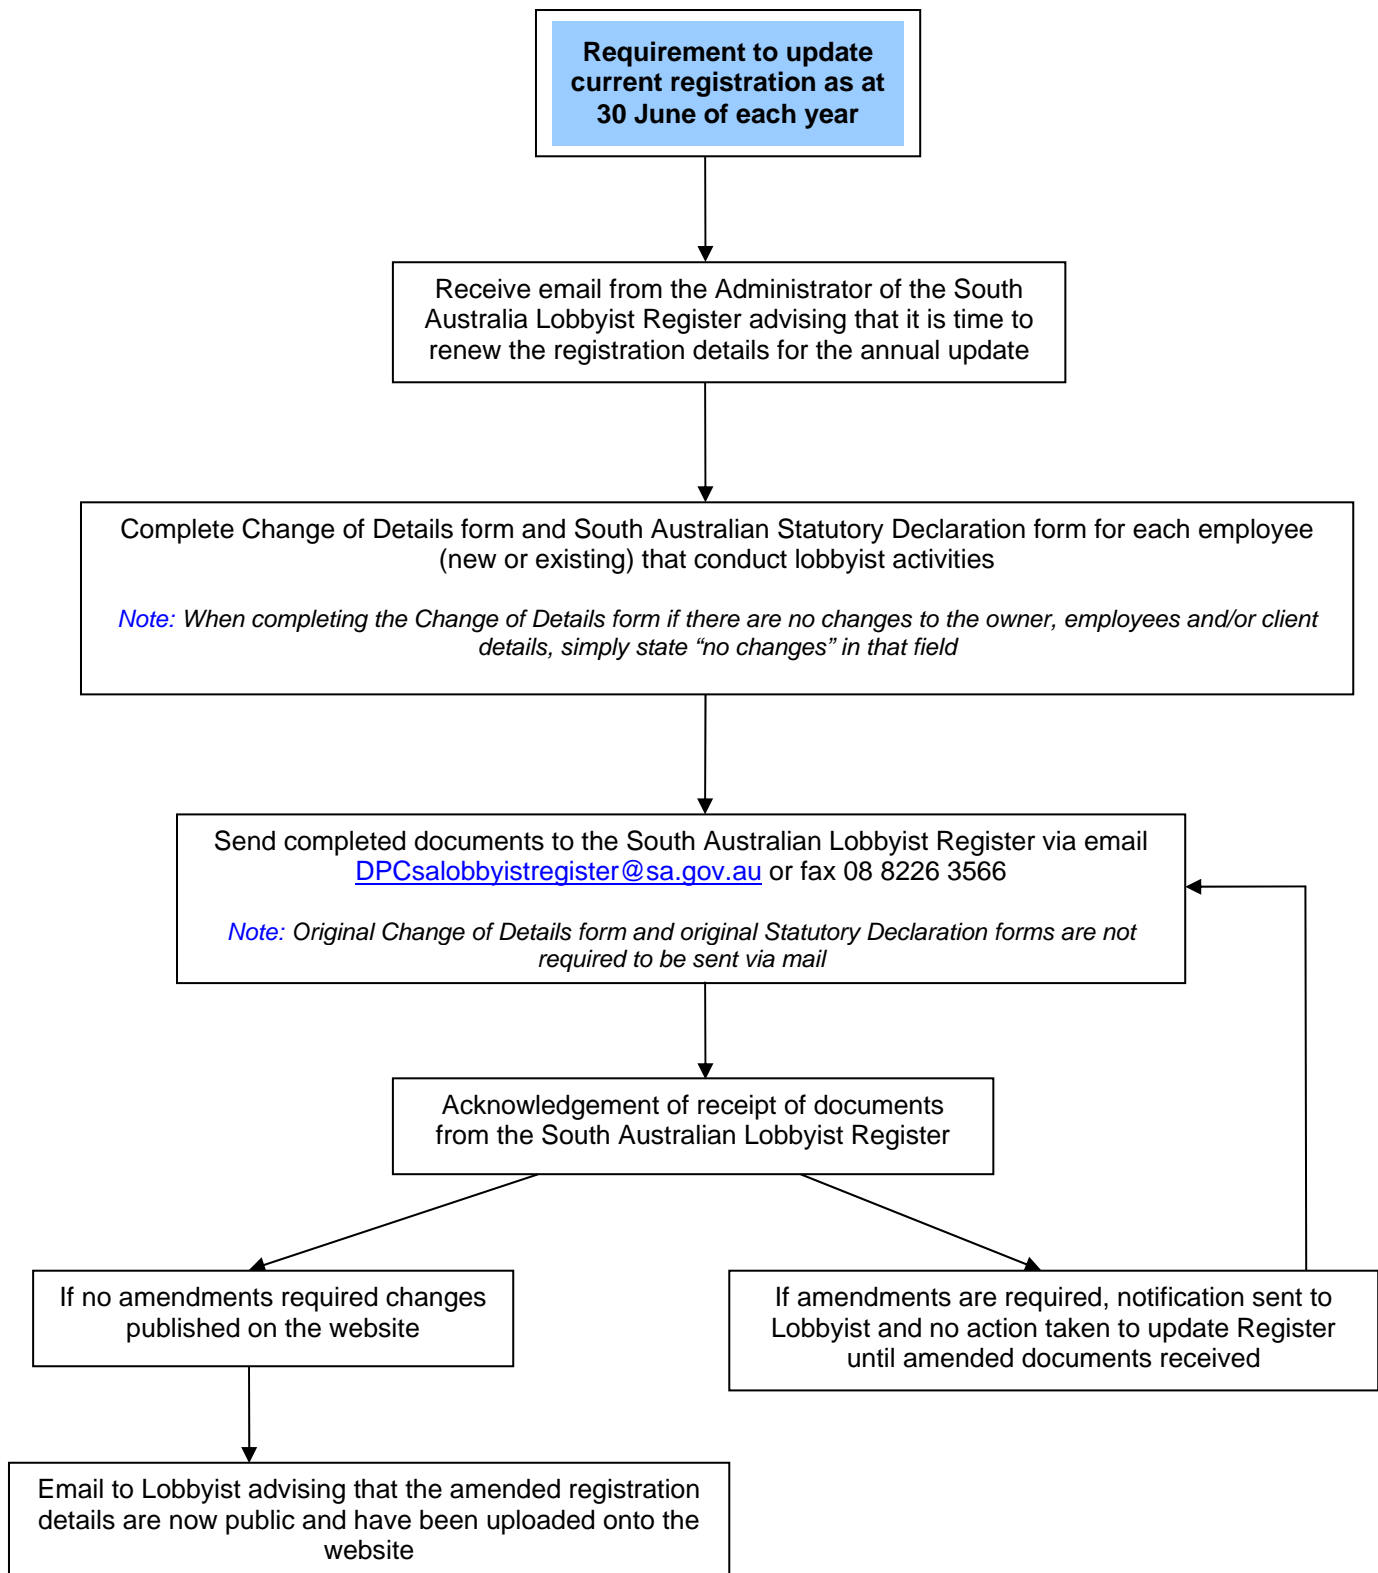 Requirement to update
current registration as at
30 June of each year
Receive email from the Administrator of the South
Australia Lobbyist Register advising that it is time to
renew the registration details for the annual update
Complete Change of Details form and South Australian Statutory Declaration form for each employee
(new or existing) that conduct lobbyist activities
Note: When completing the Change of Details form if there are no changes to the owner, employees and/or client
details, simply state “no changes” in that field
Send completed documents to the South Australian Lobbyist Register via email
DPCsalobbyistregister@sa.gov.au or fax 08 8226 3566
Note: Original Change of Details form and original Statutory Declaration forms are not
required to be sent via mail
Acknowledgement of receipt of documents
from the South Australian Lobbyist Register
If no amendments required changes
published on the website
If amendments are required, notification sent to
Lobbyist and no action taken to update Register
until amended documents received
Email to Lobbyist advising that the amended registration
details are now public and have been uploaded onto the
website